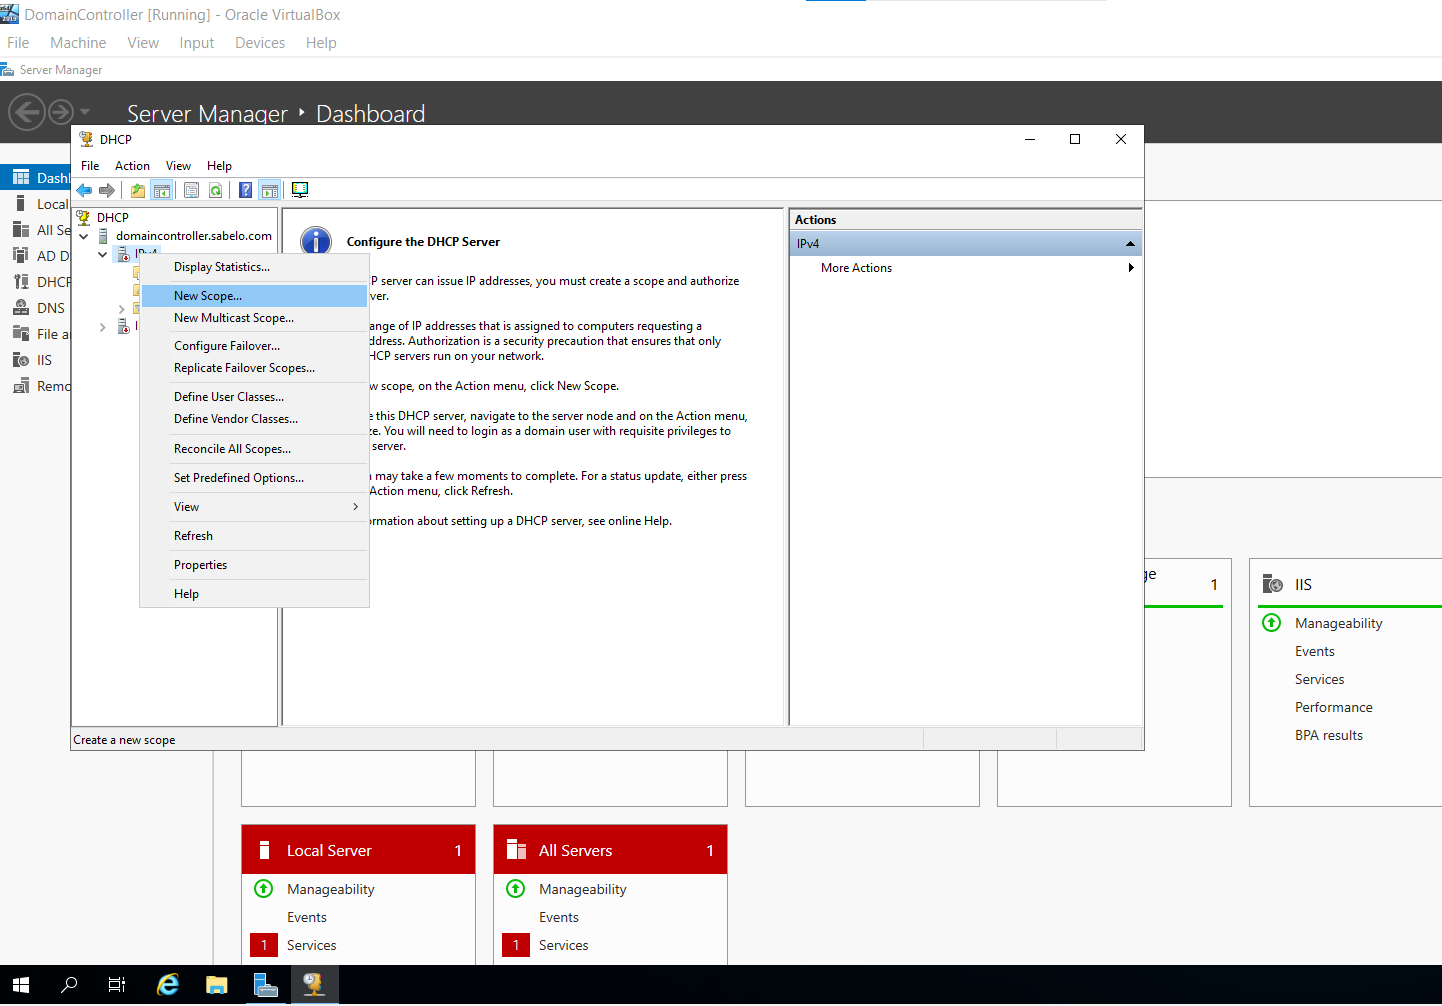 DomainController [Running] - Oracle VirtualBox
File Machine View Input Devices Help
Server Manager
Server Manager Dashboard
DHCP
File Action View Help
Dash
Local
All Se
AD D
DHCP
DNS
File a
IIS
Remo
DHCP
domaincontroller.sabelo.com
IPv4
Display Statistics...
New Scope...
New Multicast Scope...
Configure Failover...
Replicate Failover Scopes...
Define User Classes...
Define Vendor Classes...
Reconcile All Scopes...
Set Predefined Options...
View
Refresh
Properties
Help
Configure the DHCP Server
P server can issue IP addresses, you must create a scope and authorize
ver.
ange of IP addresses that is assigned to computers requesting a
ddress. Authorization is a security precaution that ensures that only
HCP servers run on your network.
w scope, on the Action menu, click New Scope.
e this DHCP server, navigate to the server node and on the Action menu,
ze. You will need to login as a domain user with requisite privileges to
server.
may take a few moments to complete. For a status update, either press
Action menu, click Refresh.
rmation about setting up a DHCP server, see online Help.
Actions
IPv4
More Actions
Create a new scope
ge 1
IIS
Manageability
Events
Services
Performance
BPA results
Local Server 1
Manageability
Events
1 Services
All Servers 1
Manageability
Events
1 Services